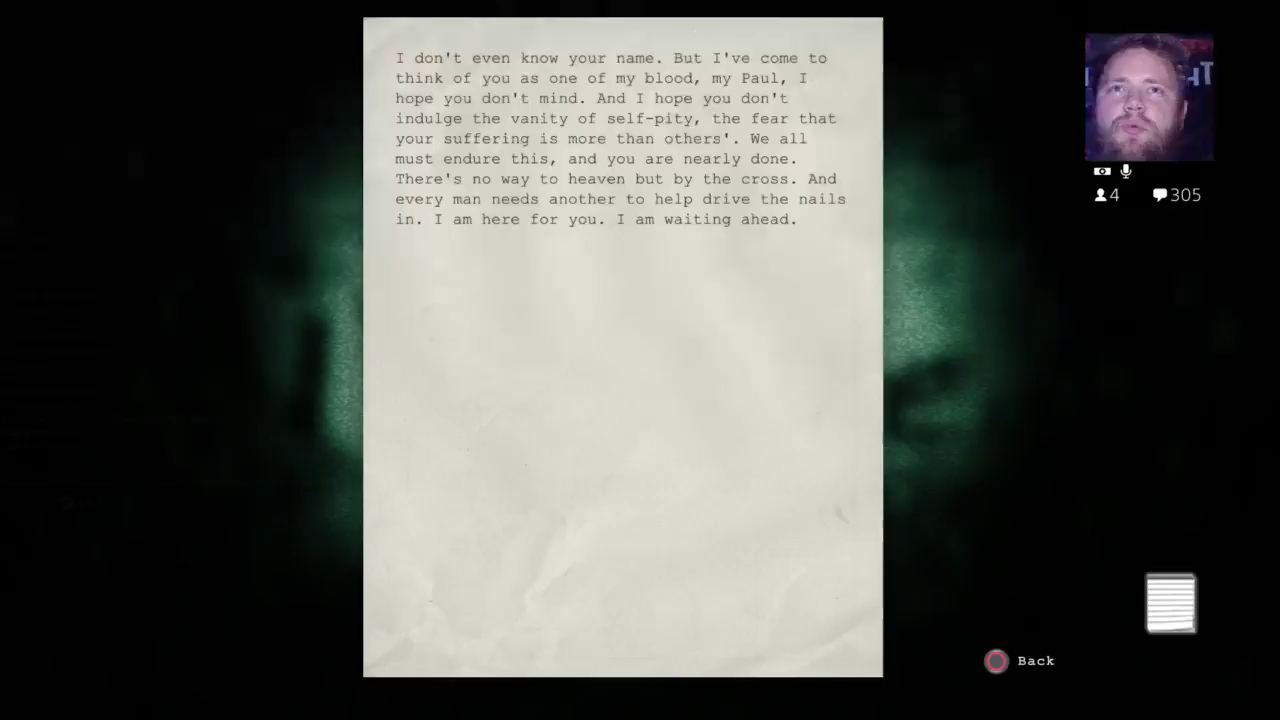 I don't even know your name. But I've come to
think of you as one of my blood, my Paul, I
hope you don't mind. And I hope you don't
indulge the vanity of self-pity, the fear that
your suffering is more than others'. We all
must endure this, and you are nearly done.
There's no way to heaven but by the cross. And
every man needs another to help drive the nails
in. I am here for you. I am waiting ahead.
4
305
Back